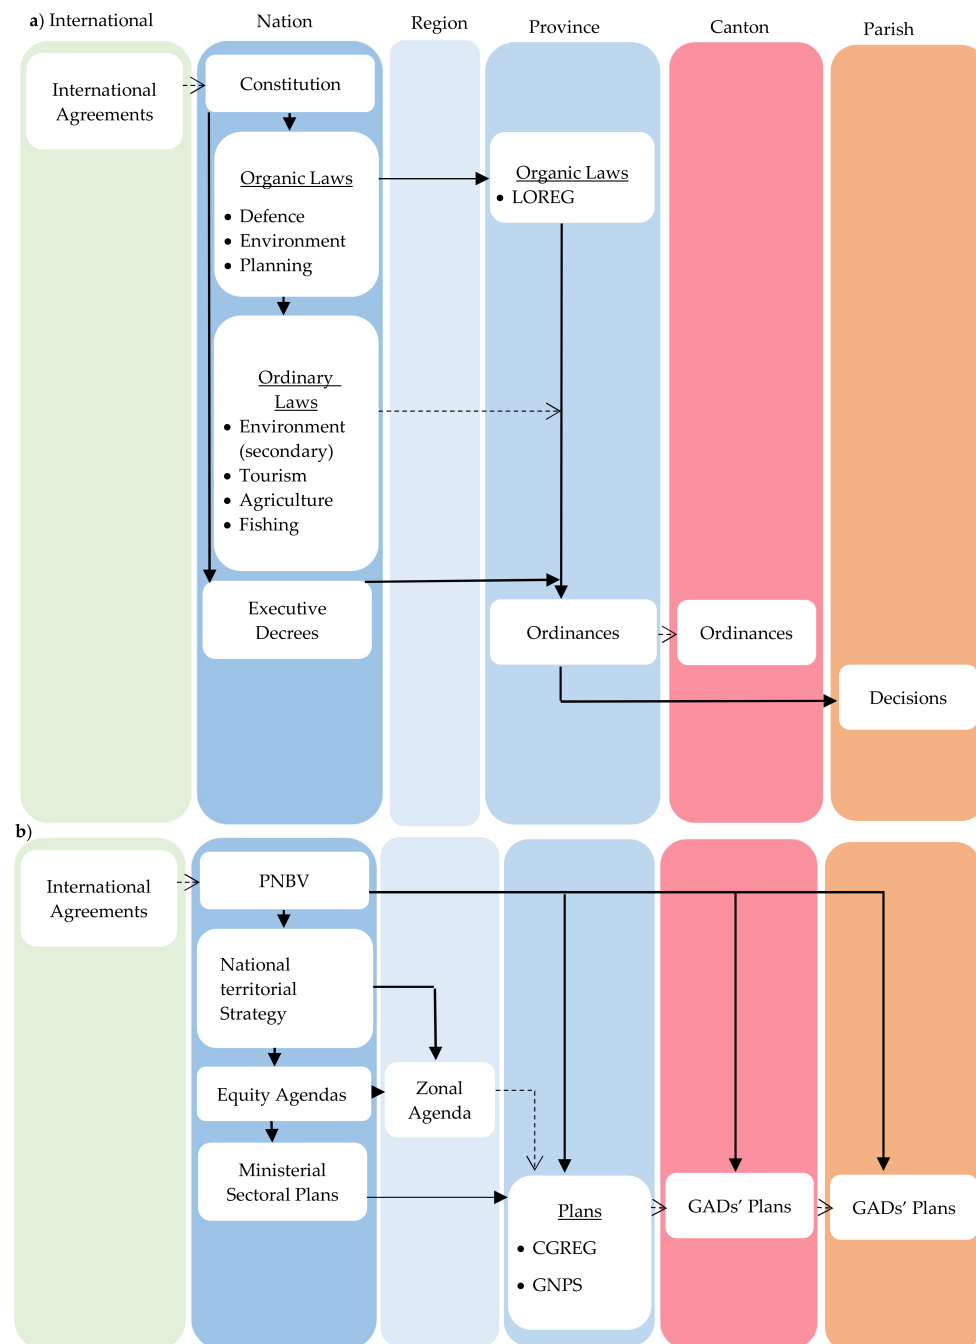 a) International
Nation
Region
Province
Canton
Parish
International
Agreements
Constitution
Organic Laws
• Defence
• Environment
• Planning
Organic Laws
• LOREG
Ordinary
Laws
• Environment
(secondary)
• Tourism
• Agriculture
• Fishing
Executive
Decrees
Ordinances
Ordinances
Decisions
b)
International
Agreements
PNBV
National
territorial
Strategy
Equity Agendas
Zonal
Agenda
Ministerial
Sectoral Plans
Plans
• CGREG
• GNPS
GADs’ Plans
GADs’ Plans